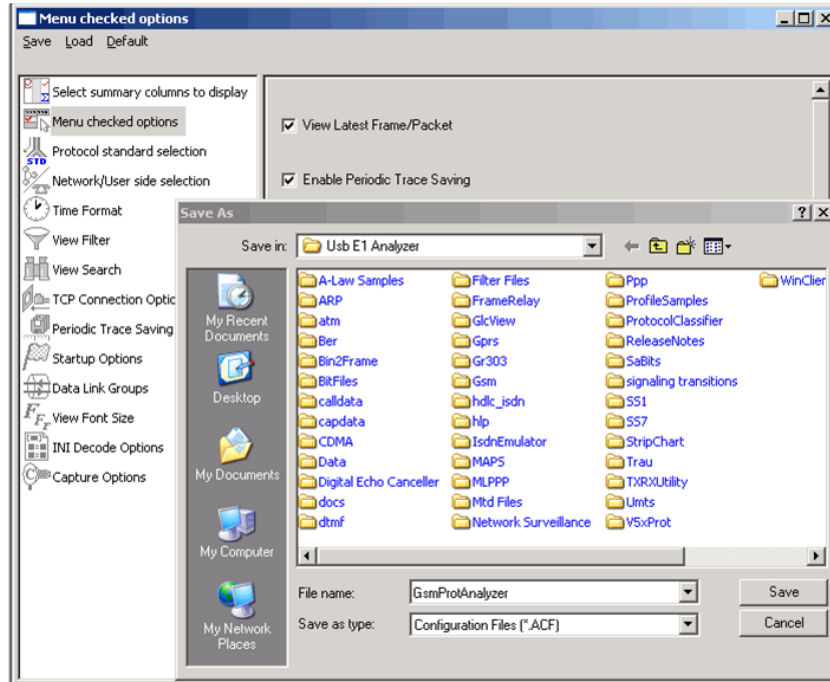 Menu checked options
Save Load Default
Select summary columns to display
Menu checked options
Protocol standard selection
STD
Network/User side selection
Time Format
View Filter
View Search
TCP Connection Optic
Periodic Trace Saving
Startup Options
Data Link Groups
View Font Size
INI Decode Options
Capture Options
View Latest Frame/Packet
Enable Periodic Trace Saving
Save As
Save in: Usb E1 Analyzer
My Recent Documents
Desktop
My Documents
My Computer
My Network Places
A-Law Samples
ARP
atm
Ber
Bin2Frame
BitFiles
calldata
capdata
CDMA
Data
Digital Echo Canceller
docs
dtmf
Filter Files
FrameRelay
GlcView
Gprs
Gr303
Gsm
hdlc_isdn
hlp
IsdnEmulator
MAPS
MLPPP
Mtd Files
Network Surveillance
Ppp
ProfileSamples
ProtocolClassifier
ReleaseNotes
SaBits
signaling transitions
SS1
SS7
StripChart
Trau
TXRXUtility
Umts
V5xProt
WinClier
File name: GsmProtAnalyzer Save
Save as type: Configuration Files (*.ACF) Cancel